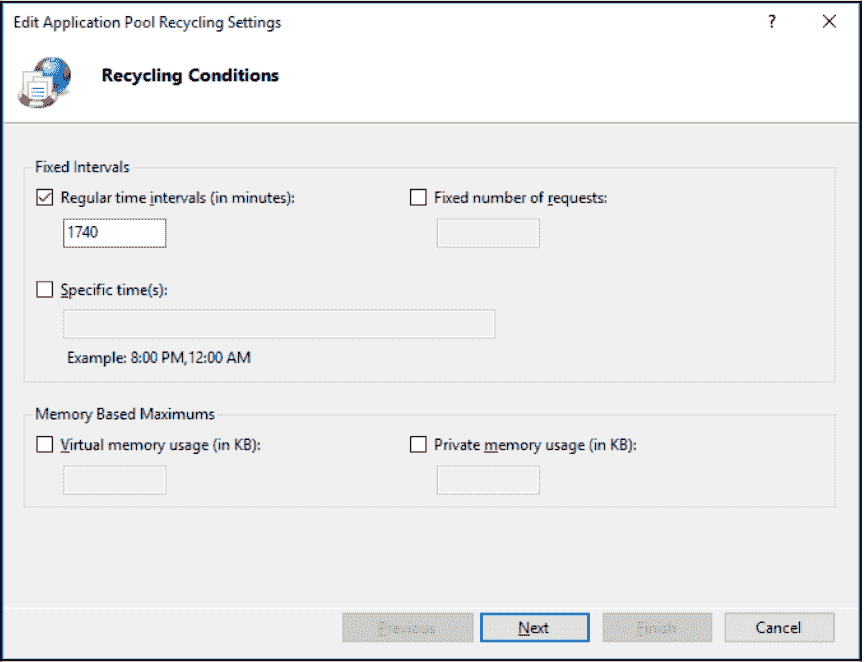 Edit Application Pool Recycling Settings
?
Recycling Conditions
Fixed Intervals
Regular time intervals (in minutes):
Fixed number of requests:
1740
Specific time(s):
Example: 8:00 PM,12:00 AM
Memory Based Maximums
Virtual memory usage (in KB):
Private memory usage (in KB):
Previous
Next
Finish
Cancel